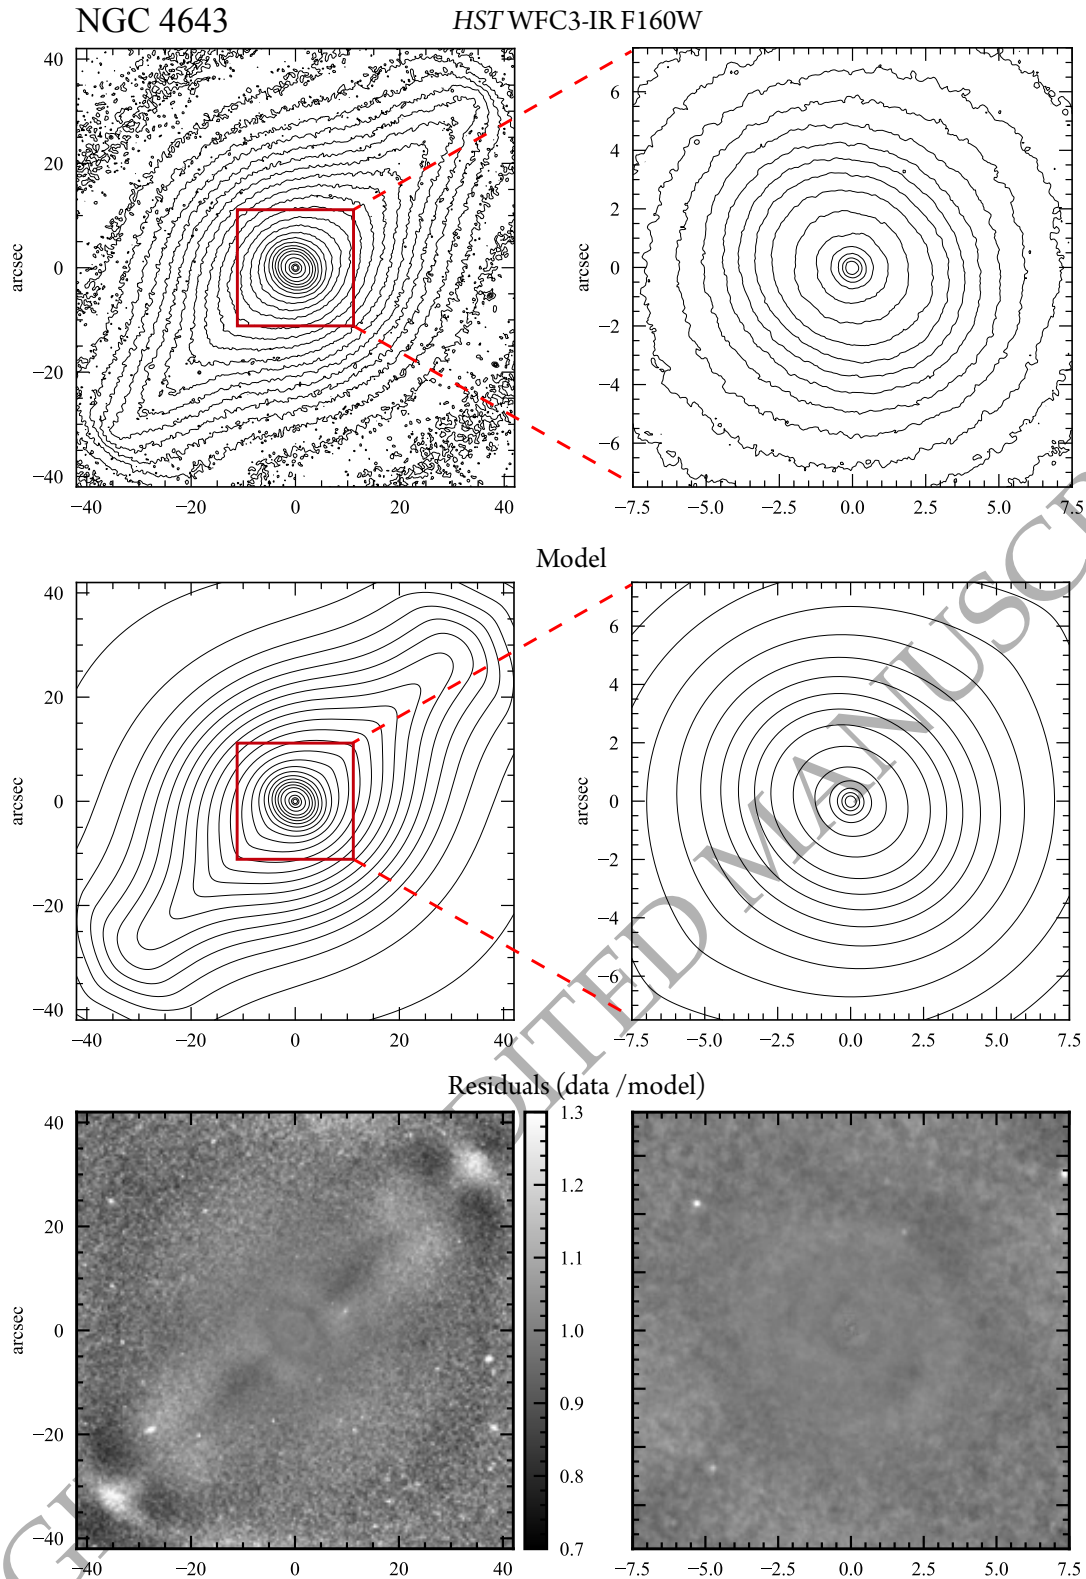 NGC 4643
HST WFC3-IR F160W
40
20
0
−20
−40
arcsec
−40 −20 0 20 40
6
4
2
0
−2
−4
−6
arcsec
−7.5 −5.0 −2.5 0.0 2.5 5.0 7.5
Model
40
20
0
−20
−40
arcsec
−40 −20 0 20 40
6
4
2
0
−2
−4
−6
arcsec
−7.5 −5.0 −2.5 0.0 2.5 5.0 7.5
Residuals (data /model)
40
20
0
−20
−40
arcsec
−40 −20 0 20 40
1.3
1.2
1.1
1.0
0.9
0.8
0.7
−7.5 −5.0 −2.5 0.0 2.5 5.0 7.5
DITED MANUSC